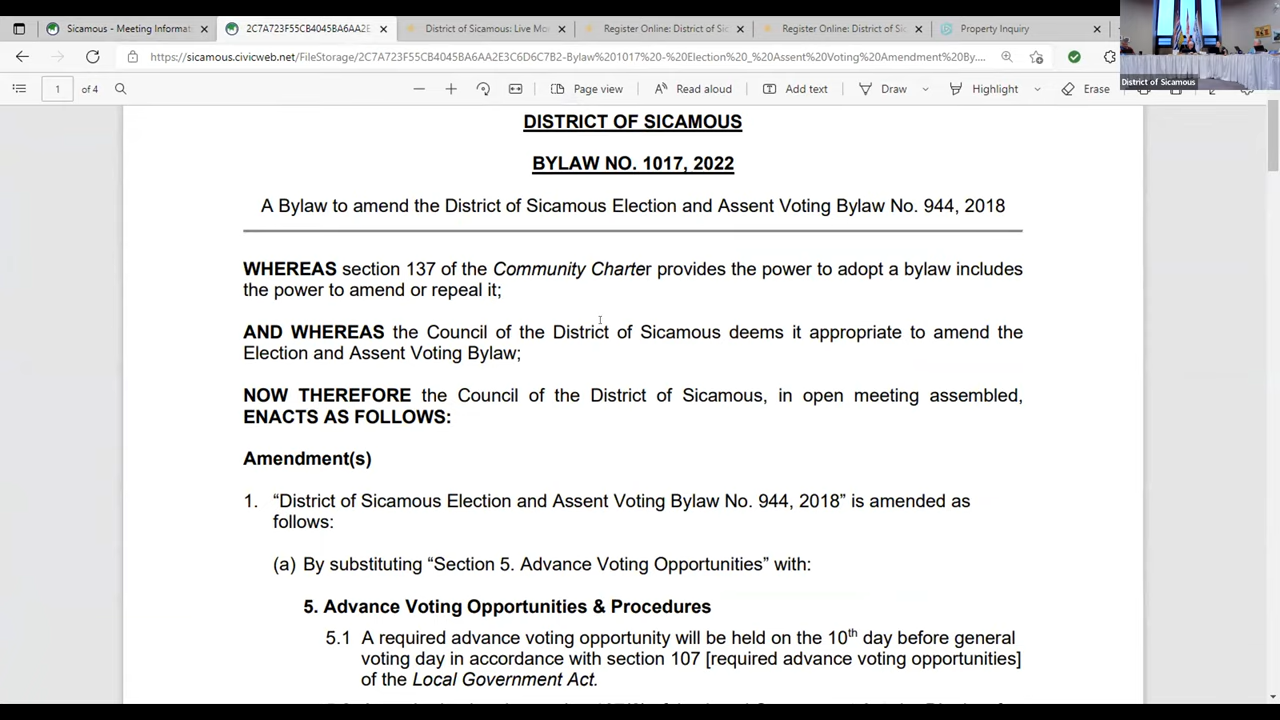 Sicamous - Meeting Informat
2C7A723F55CB4045BA6AA2E
District of Sicamous: Live Mo
Register Online: District of Sic
Register Online: District of Sic
Property Inquiry
https://sicamous.civicweb.net/FileStorage/2C7A723F55CB4045BA6AA2E3C6D6C7B2-Bylaw%201017-%20Election%20_%20Assent%20Voting%20Amendment%20By...
District of Sicamous
1 of 4
Page view
Read aloud
Add text
Draw
Highlight
Erase
DISTRICT OF SICAMOUS
BYLAW NO. 1017, 2022
A Bylaw to amend the District of Sicamous Election and Assent Voting Bylaw No. 944, 2018
WHEREAS section 137 of the Community Charter provides the power to adopt a bylaw includes
the power to amend or repeal it;
AND WHEREAS the Council of the District of Sicamous deems it appropriate to amend the
Election and Assent Voting Bylaw;
NOW THEREFORE the Council of the District of Sicamous, in open meeting assembled,
ENACTS AS FOLLOWS:
Amendment(s)
1. “District of Sicamous Election and Assent Voting Bylaw No. 944, 2018” is amended as
follows:
(a) By substituting “Section 5. Advance Voting Opportunities” with:
5. Advance Voting Opportunities & Procedures
5.1 A required advance voting opportunity will be held on the 10th day before general
voting day in accordance with section 107 [required advance voting opportunities]
of the Local Government Act.